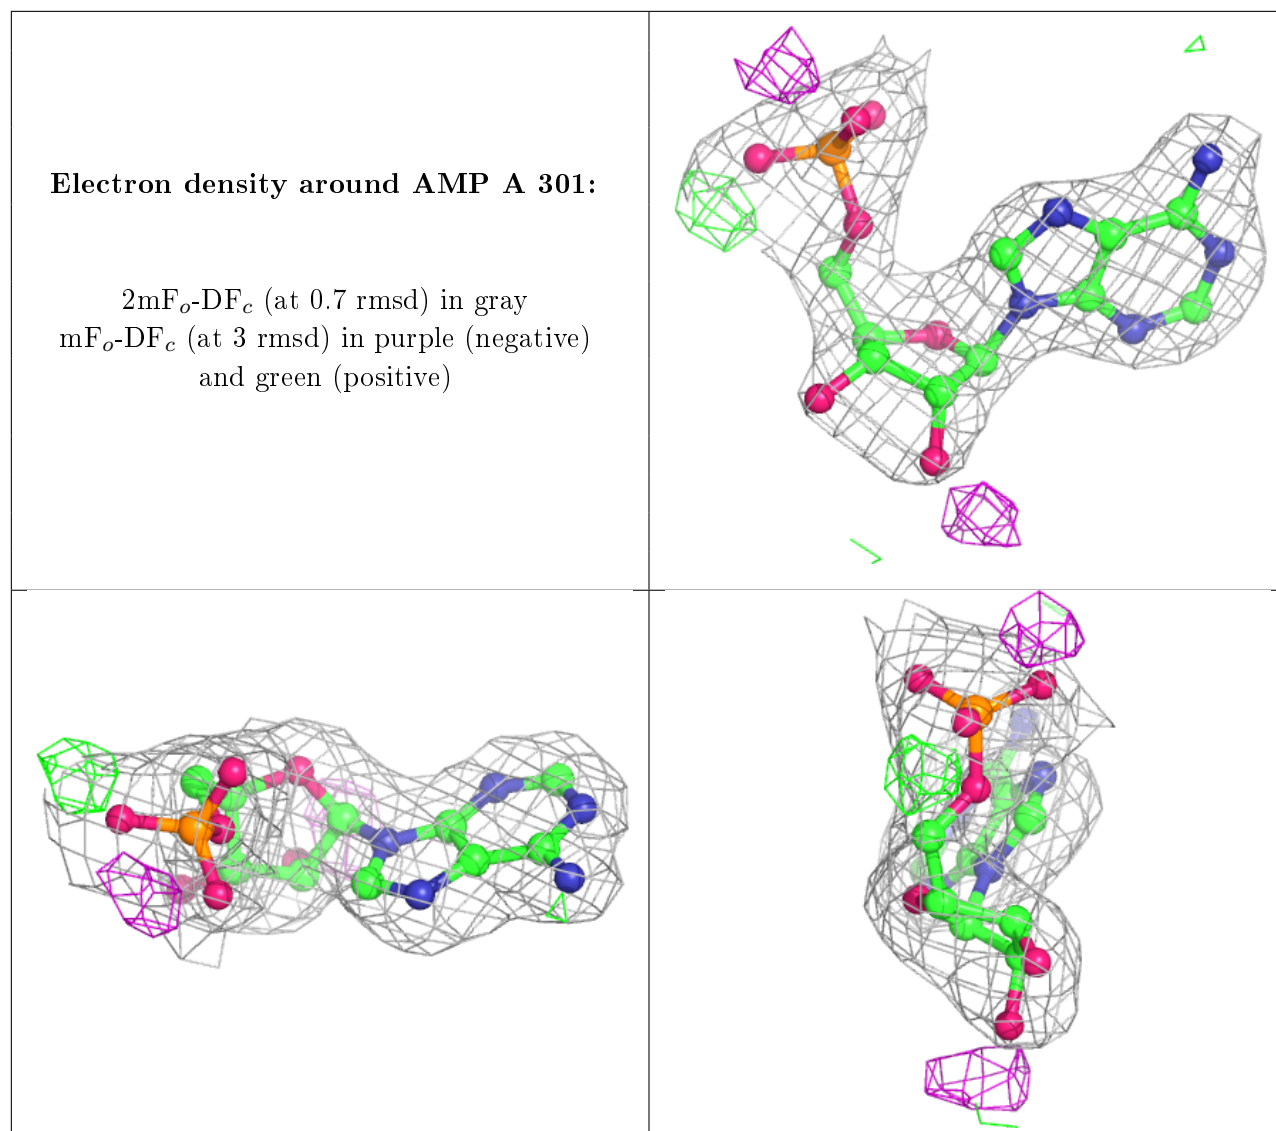 Electron density around AMP A 301:
2mFo-DFc (at 0.7 rmsd) in gray
mFo-DFc (at 3 rmsd) in purple (negative)
and green (positive)